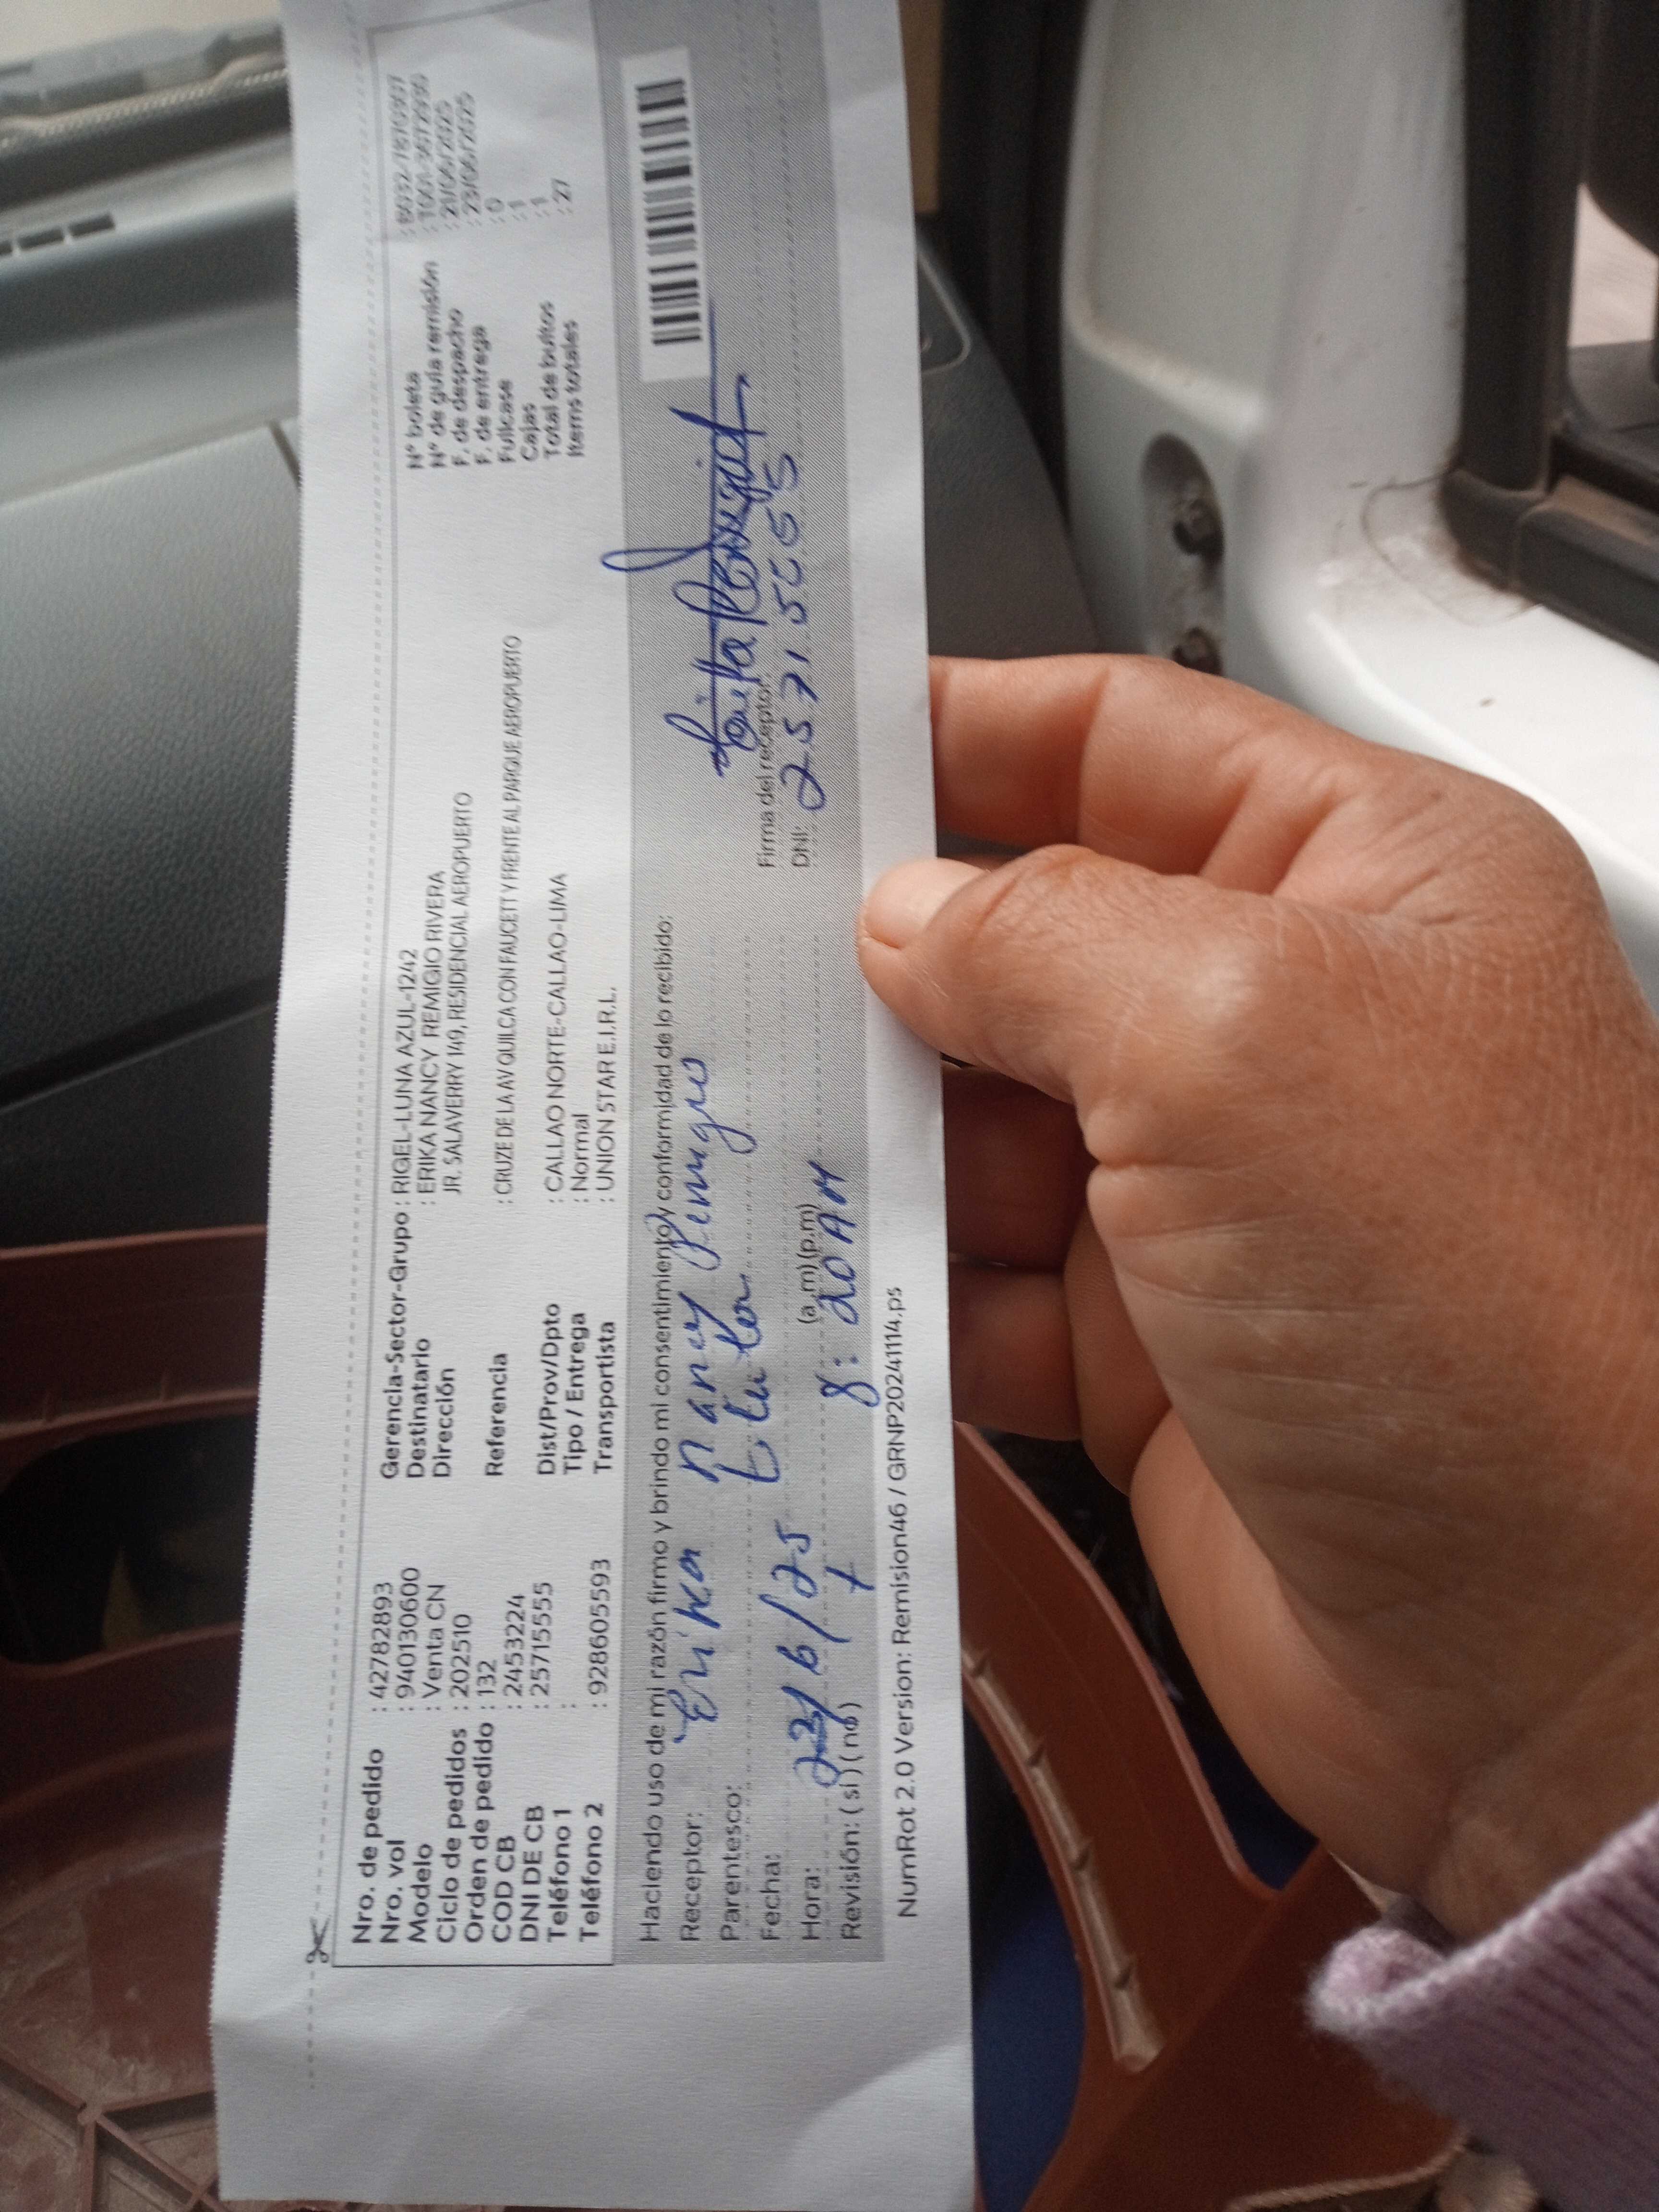 Nro. de pedido : 42782893
Nro. vol : 9401130600
Modelo : Venta CN
Ciclo de pedidos : 202510
Orden de pedido : 132
COD CB : 2453224
DNI DE CB : 25715555
Teléfono 1 :
Teléfono 2 : 928605593
Gerencia-Sector-Grupo : RIGEL-LUNA AZUL-1242
Destinatario : ERIKA NANCY REMIGIO RIVERA
Dirección JR. SALAVERRY 149, RESIDENCIAL AEROPUERTO
Referencia : CRUZE DE LA AV QUILCA CON FAUCETT Y FRENTE AL PARQUE AEROPUERTO
Dist/Prov/Dpto : CALLAO NORTE-CALLAO-LIMA
Tipo / Entrega : Normal
Transportista : UNION STAR E.I.R.L.
N° boleta
N° de guía remisión
F. de despacho : 21/06/2025
F. de entrega : 23/06/2025
Fullcase : 0
Cajas : 1
Total de bultos : 1
Items totales : 27
Haciendo uso de mi razón firmo y brindo mi consentimiento y conformidad de lo recibido:
Receptor: Erika nancy Remigio
Parentesco: titular
Fecha: 23/6/25
Hora: (a.m) (p.m) 8:20 AM
Revisión: (si) (no)
Firma del receptor:
DNI: 25715555
NumRot 2.0 Version: Remision46 / GRNP20241114.ps